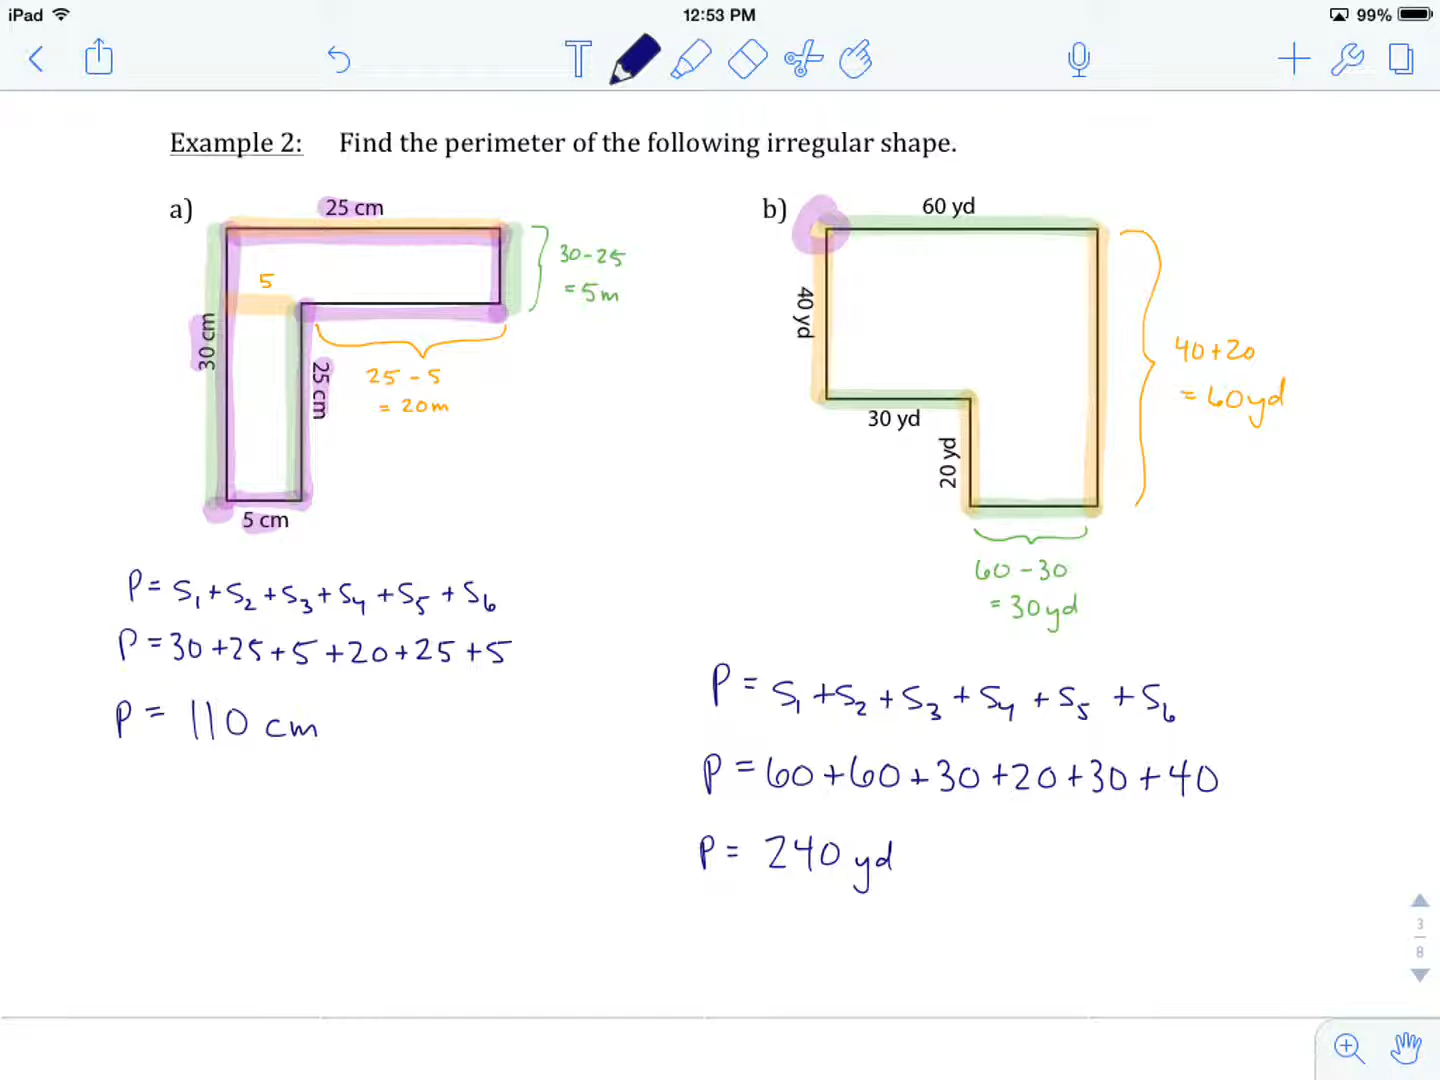 iPad
12:53 PM
99%
T
Example 2: Find the perimeter of the following irregular shape.
a)
25 cm
30-25
= 5m
5
30 cm
25 cm
25 - 5
= 20m
5 cm
P = S₁ + S₂ + S₃ + S₄ + S₅ + S₆
P = 30 + 25 + 5 + 20 + 25 + 5
P = 110 cm
b)
60 yd
40 yd
40+20
= 60yd
30 yd
20 yd
60 - 30
= 30yd
P = S₁ + S₂ + S₃ + S₄ + S₅ + S₆
P = 60 + 60 + 30 + 20 + 30 + 40
P = 240 yd
3
8